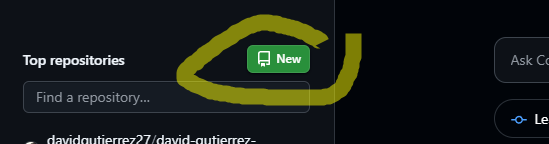 Top repositories
New
Find a repository...
Ask Co
Le
davidgutierrez27/david-gutierrez-